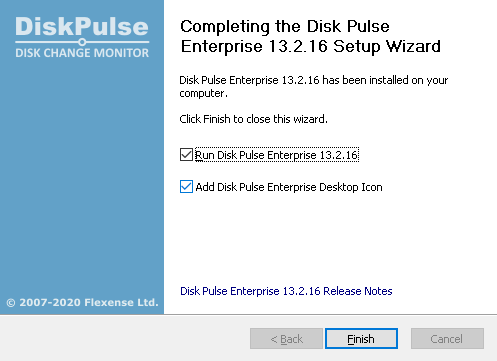 DiskPulse
DISK CHANGE MONITOR
Completing the Disk Pulse
Enterprise 13.2.16 Setup Wizard
Disk Pulse Enterprise 13.2.16 has been installed on your
computer.
Click Finish to close this wizard.
Run Disk Pulse Enterprise 13.2.16
Add Disk Pulse Enterprise Desktop Icon
Disk Pulse Enterprise 13.2.16 Release Notes
© 2007-2020 Flexense Ltd.
< Back
Finish
Cancel